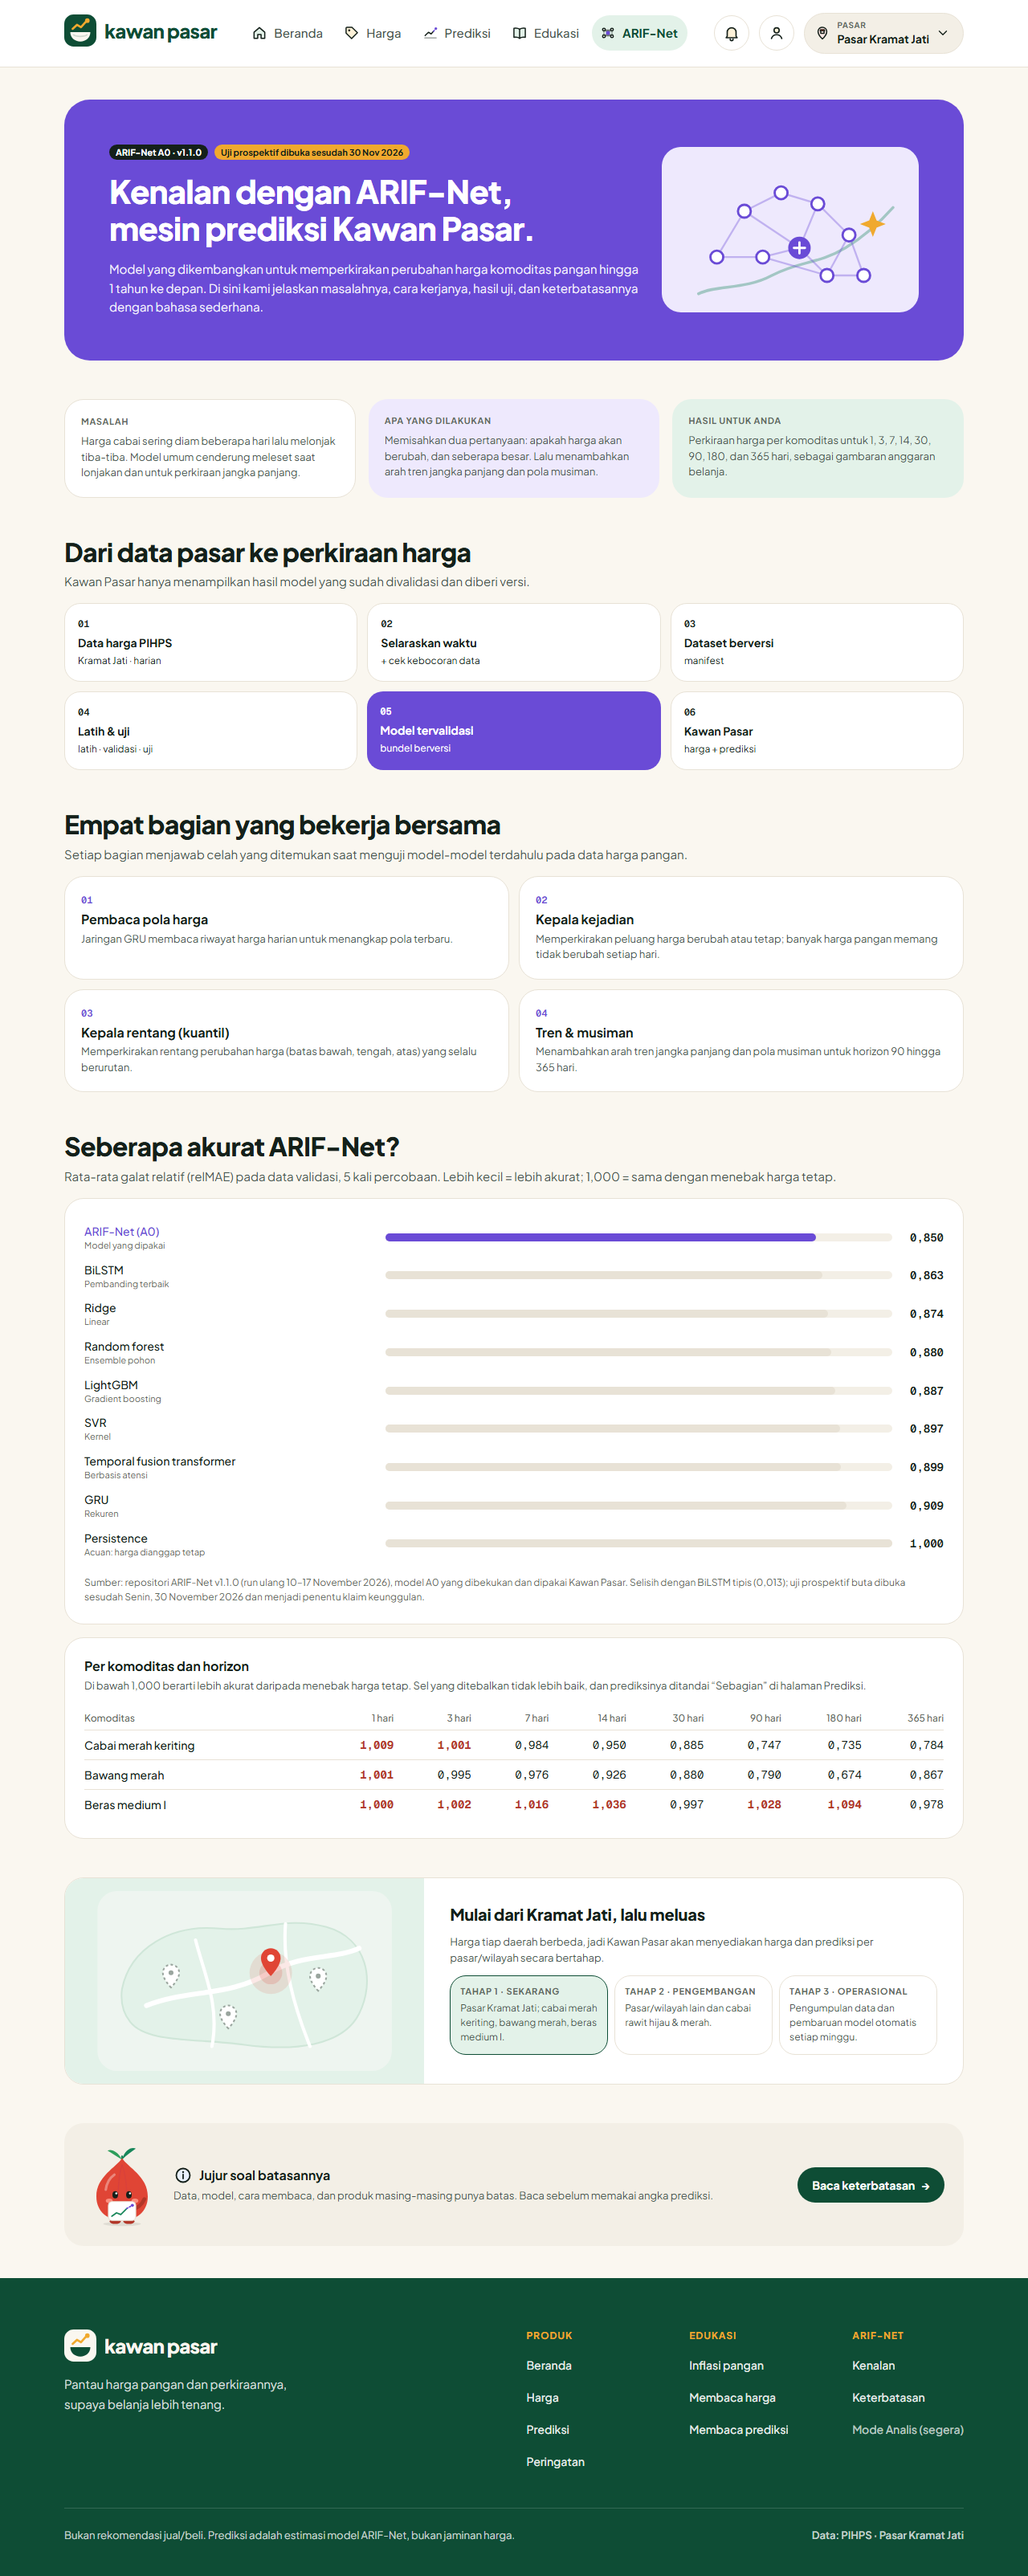 kawan pasar
Beranda
Harga
Prediksi
Edukasi
ARIF-Net
PASAR
Pasar Kramat Jati
ARIF-Net A0 · v1.1.0
Uji prospektif dibuka sesudah 30 Nov 2026
Kenalan dengan ARIF-Net,
mesin prediksi Kawan Pasar.
Model yang dikembangkan untuk memperkirakan perubahan harga komoditas pangan hingga
1 tahun ke depan. Di sini kami jelaskan masalahnya, cara kerjanya, hasil uji, dan keterbatasannya
dengan bahasa sederhana.
MASALAH
Harga cabai sering diam beberapa hari lalu melonjak
tiba-tiba. Model umum cenderung meleset saat
lonjakan dan untuk perkiraan jangka panjang.
APA YANG DILAKUKAN
Memisahkan dua pertanyaan: apakah harga akan
berubah, dan seberapa besar. Lalu menambahkan
arah tren jangka panjang dan pola musiman.
HASIL UNTUK ANDA
Perkiraan harga per komoditas untuk 1, 3, 7, 14, 30,
90, 180, dan 365 hari, sebagai gambaran anggaran
belanja.
Dari data pasar ke perkiraan harga
Kawan Pasar hanya menampilkan hasil model yang sudah divalidasi dan diberi versi.
01
Data harga PIHPS
Kramat Jati · harian
02
Selaraskan waktu
+ cek kebocoran data
03
Dataset berversi
manifest
04
Latih & uji
latih · validasi · uji
05
Model tervalidasi
bundel berversi
06
Kawan Pasar
harga + prediksi
Empat bagian yang bekerja bersama
Setiap bagian menjawab celah yang ditemukan saat menguji model-model terdahulu pada data harga pangan.
01
Pembaca pola harga
Jaringan GRU membaca riwayat harga harian untuk menangkap pola terbaru.
02
Kepala kejadian
Memperkirakan peluang harga berubah atau tetap; banyak harga pangan memang
tidak berubah setiap hari.
03
Kepala rentang (kuantil)
Memperkirakan rentang perubahan harga (batas bawah, tengah, atas) yang selalu
berurutan.
04
Tren & musiman
Menambahkan arah tren jangka panjang dan pola musiman untuk horizon 90 hingga
365 hari.
Seberapa akurat ARIF-Net?
Rata-rata galat relatif (relMAE) pada data validasi, 5 kali percobaan. Lebih kecil = lebih akurat; 1,000 = sama dengan menebak harga tetap.
ARIF-Net (A0)
Model yang dipakai
0,850
BiLSTM
Pembanding terbaik
0,863
Ridge
Linear
0,874
Random forest
Ensemble pohon
0,880
LightGBM
Gradient boosting
0,887
SVR
Kernel
0,897
Temporal fusion transformer
Berbasis atensi
0,899
GRU
Rekuren
0,909
Persistence
Acuan: harga dianggap tetap
1,000
Sumber: repositori ARIF-Net v1.1.0 (run ulang 10–17 November 2026), model A0 yang dibekukan dan dipakai Kawan Pasar. Selisih dengan BiLSTM tipis (0,013); uji prospektif buta dibuka
sesudah Senin, 30 November 2026 dan menjadi penentu klaim keunggulan.
Per komoditas dan horizon
Di bawah 1,000 berarti lebih akurat daripada menebak harga tetap. Sel yang ditebalkan tidak lebih baik, dan prediksinya ditandai “Sebagian” di halaman Prediksi.
Komoditas 1 hari 3 hari 7 hari 14 hari 30 hari 90 hari 180 hari 365 hari
Cabai merah keriting 1,009 1,001 0,984 0,950 0,885 0,747 0,735 0,784
Bawang merah 1,001 0,995 0,976 0,926 0,880 0,790 0,674 0,867
Beras medium I 1,000 1,002 1,016 1,036 0,997 1,028 1,094 0,978
Mulai dari Kramat Jati, lalu meluas
Harga tiap daerah berbeda, jadi Kawan Pasar akan menyediakan harga dan prediksi per
pasar/wilayah secara bertahap.
TAHAP 1 · SEKARANG
Pasar Kramat Jati; cabai merah
keriting, bawang merah, beras
medium I.
TAHAP 2 · PENGEMBANGAN
Pasar/wilayah lain dan cabai
rawit hijau & merah.
TAHAP 3 · OPERASIONAL
Pengumpulan data dan
pembaruan model otomatis
setiap minggu.
Jujur soal batasannya
Data, model, cara membaca, dan produk masing-masing punya batas. Baca sebelum memakai angka prediksi.
Baca keterbatasan →
kawan pasar
Pantau harga pangan dan perkiraannya,
supaya belanja lebih tenang.
PRODUK
Beranda
Harga
Prediksi
Peringatan
EDUKASI
Inflasi pangan
Membaca harga
Membaca prediksi
ARIF-NET
Kenalan
Keterbatasan
Mode Analis (segera)
Bukan rekomendasi jual/beli. Prediksi adalah estimasi model ARIF-Net, bukan jaminan harga.
Data: PIHPS · Pasar Kramat Jati